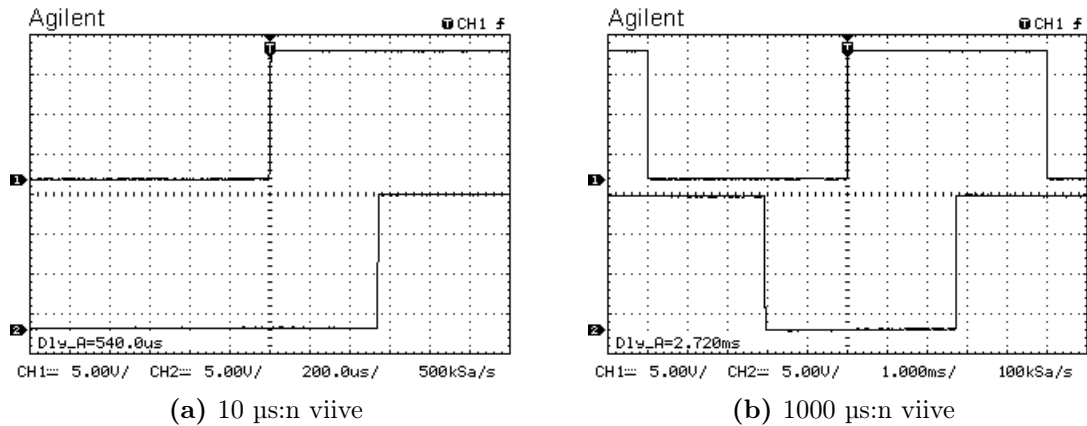 Agilent
T CH1
T
1
2
Dly_A=540.0us
CH1 5.00V/ CH2 5.00V/ 200.0us/ 500kSa/s
(a) 10 µs:n viive
Agilent
T CH1
T
1
2
Dly_A=2.720ms
CH1 5.00V/ CH2 5.00V/ 1.000ms/ 100kSa/s
(b) 1000 µs:n viive